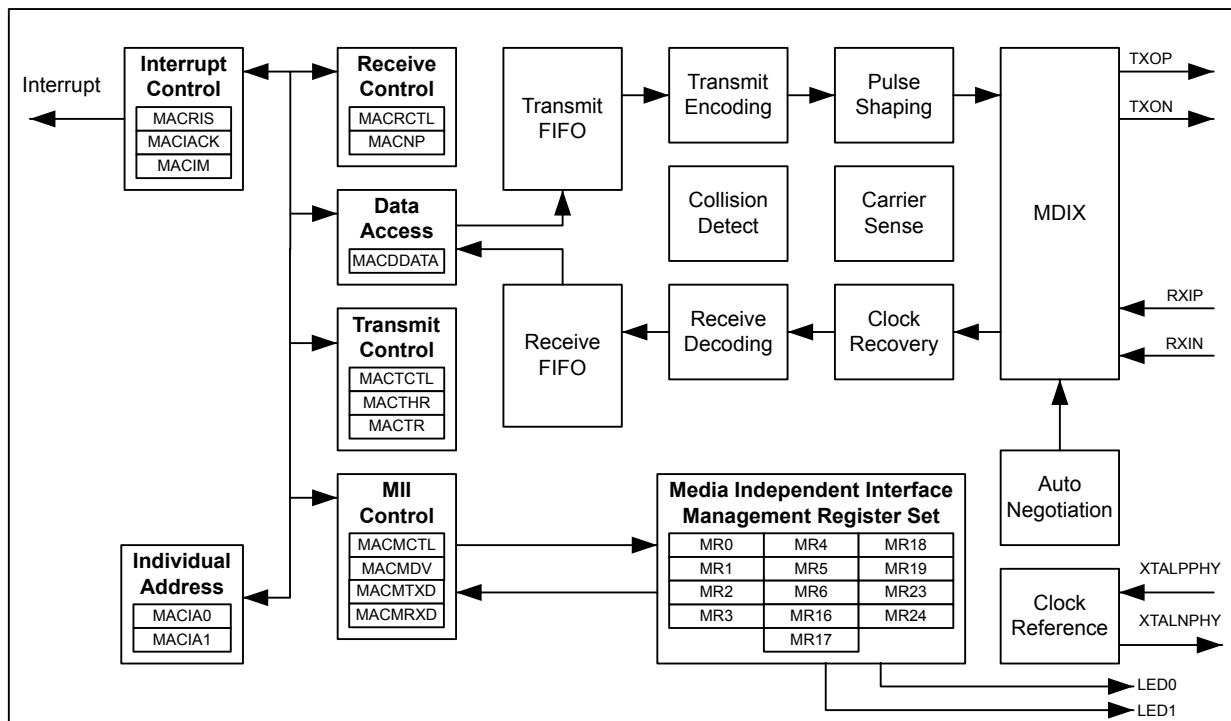 Interrupt
Interrupt
Control
MACRIS
MACIACK
MACIM
Receive
Control
MACRCTL
MACNP
Data
Access
MACDDATA
Transmit
Control
MACTCTL
MACTHR
MACTR
MII
Control
MACMCTL
MACMDV
MACMTXD
MACMRXD
Individual
Address
MACIA0
MACIA1
Transmit
FIFO
Transmit
Encoding
Pulse
Shaping
Collision
Detect
Carrier
Sense
Receive
FIFO
Receive
Decoding
Clock
Recovery
MDIX
TXOP
TXON
RXIP
RXIN
Auto
Negotiation
Media Independent Interface
Management Register Set
MR0 MR4 MR18
MR1 MR5 MR19
MR2 MR6 MR23
MR3 MR16 MR24
MR17
Clock
Reference
XTALPPHY
XTALNPHY
LED0
LED1